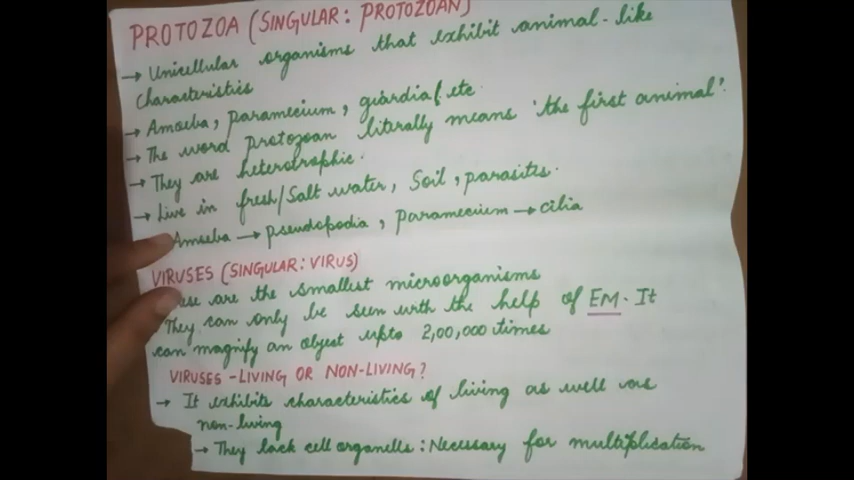 PROTOZOA (SINGULAR: PROTOZOAN)
→ Unicellular organisms that exhibit animal-like
characteristics
→ Amoeba, paramecium, giardia, etc
→ The word protozoan literally means 'the first animal'.
→ They are heterotrophic.
→ Live in fresh/Salt water, Soil, parasites.
Amoeba → pseudopodia, paramecium → cilia
VIRUSES (SINGULAR: VIRUS)
are the smallest microorganisms
They can only be seen with the help of EM. It
can magnify an object upto 2,00,000 times
VIRUSES - LIVING OR NON-LIVING?
→ It exhibits characteristics of living as well as
non-living
→ They lack cell organells: Necessary for multiplication